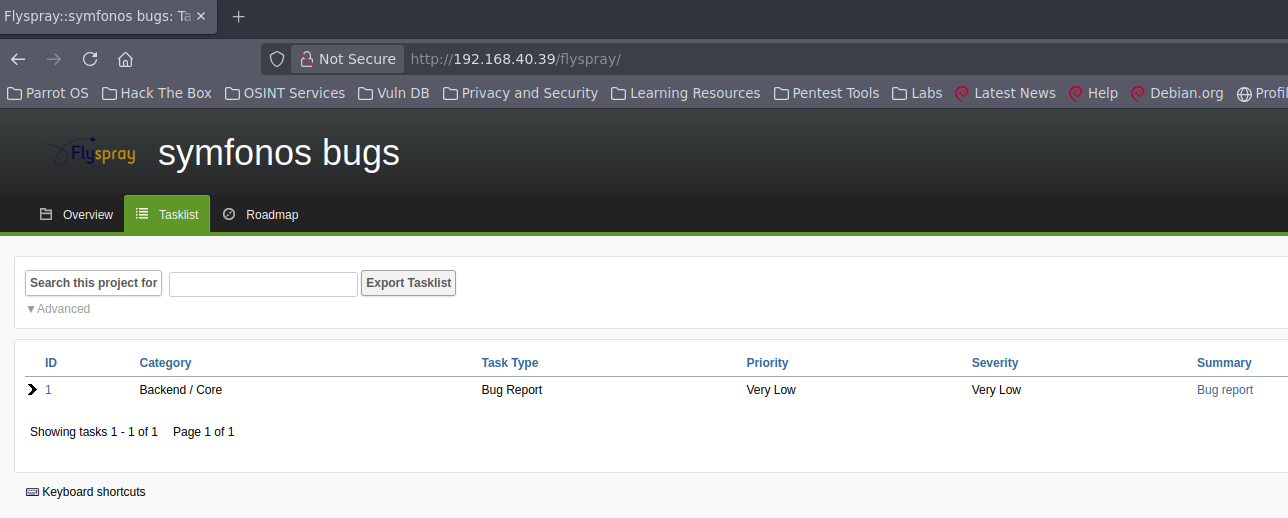 Flyspray::symfonos bugs: Ta
Not Secure http://192.168.40.39/flyspray/
Parrot OS Hack The Box OSINT Services Vuln DB Privacy and Security Learning Resources Pentest Tools Labs Latest News Help Debian.org
Flyspray symfonos bugs
Overview Tasklist Roadmap
Search this project for Export Tasklist
▼Advanced
ID Category Task Type Priority Severity Summary
1 Backend / Core Bug Report Very Low Very Low Bug report
Showing tasks 1 - 1 of 1 Page 1 of 1
Keyboard shortcuts